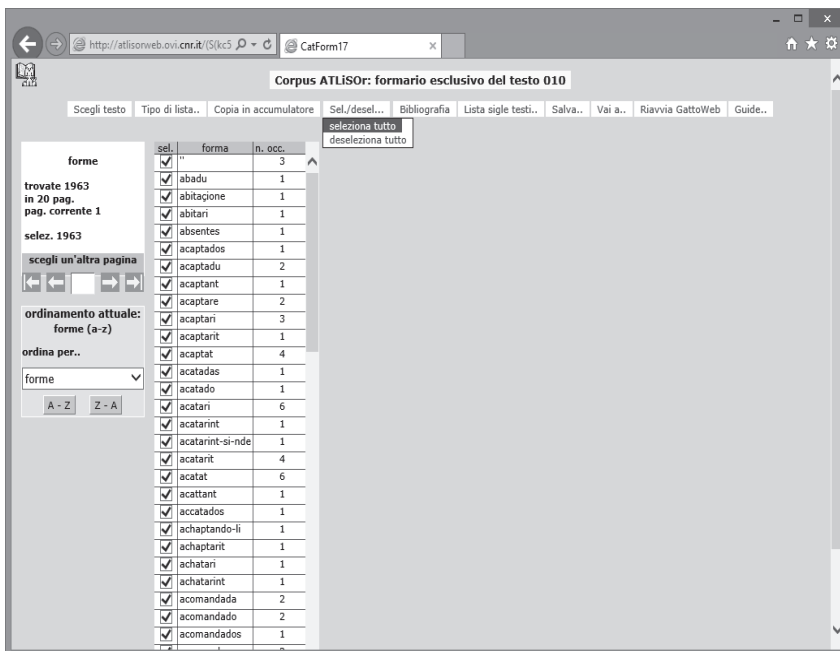 http://atlisorweb.ovi.cnr.it/(S(kc5
CatForm17
Corpus ATLiSOr: formario esclusivo del testo 010
Scegli testo Tipo di lista.. Copia in accumulatore Sel./desel... Bibliografia Lista sigle testi.. Salva.. Vai a.. Riavvia GattoWeb Guide..
seleziona tutto
deseleziona tutto
forme
trovate 1963
in 20 pag.
pag. corrente 1
selez. 1963
scegli un'altra pagina
ordinamento attuale:
forme (a-z)
ordina per..
forme
A - Z Z - A
sel. forma n. occ.
'' 3
abadu 1
abitaçione 1
abitari 1
absentes 1
acaptados 1
acaptadu 2
acaptant 1
acaptare 2
acaptari 3
acaptarit 1
acaptat 4
acatadas 1
acatado 1
acatari 6
acatarint 1
acatarint-si-nde 1
acatarit 4
acatat 6
acattant 1
accatados 1
achaptando-li 1
achaptarit 1
achatari 1
achatarint 1
acomandada 2
acomandado 2
acomandados 1